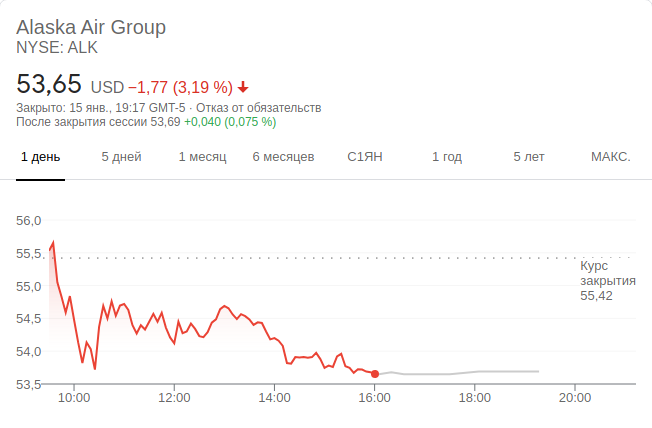 Alaska Air Group
NYSE: ALK
53,65 USD −1,77 (3,19 %)
Закрыто: 15 янв., 19:17 GMT-5 · Отказ от обязательств
После закрытия сессии 53,69 +0,040 (0,075 %)
1 день 5 дней 1 месяц 6 месяцев С1ЯН 1 год 5 лет МАКС.
56,0
55,5
Курс
закрытия
55,42
55,0
54,5
54,0
53,5
10:00 12:00 14:00 16:00 18:00 20:00